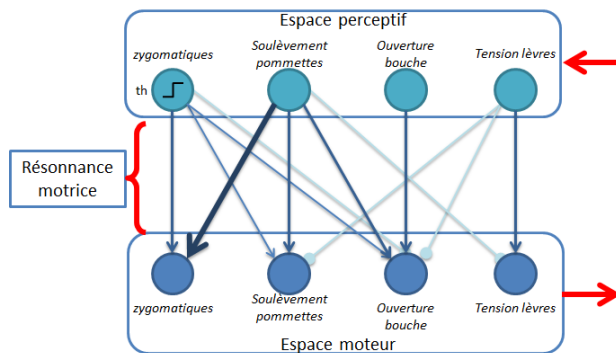 Espace perceptif
zygomatiques
Soulèvement
pommettes
Ouverture
bouche
Tension lèvres
th
Résonnance
motrice
zygomatiques
Soulèvement
pommettes
Ouverture
bouche
Tension lèvres
Espace moteur